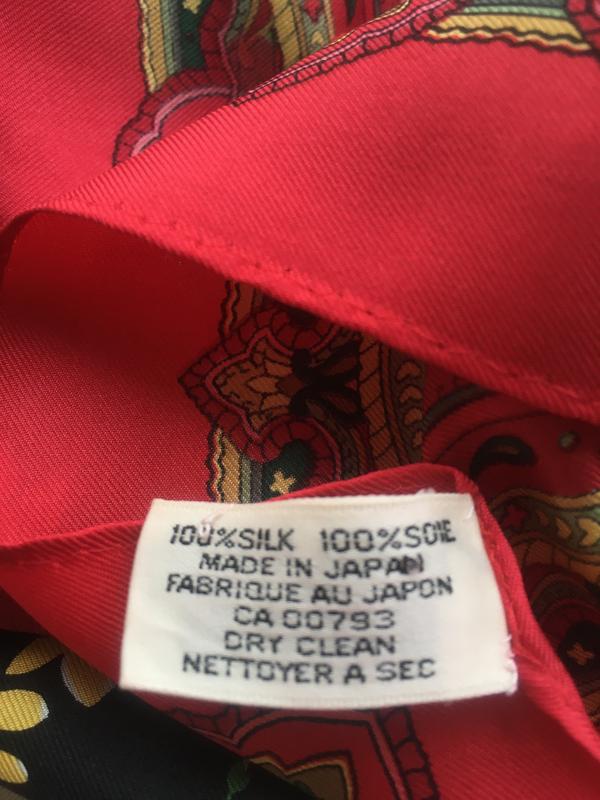 100%SILK 100%SOIE
MADE IN JAPAN
FABRIQUE AU JAPON
CA 00793
DRY CLEAN
NETTOYER A SEC